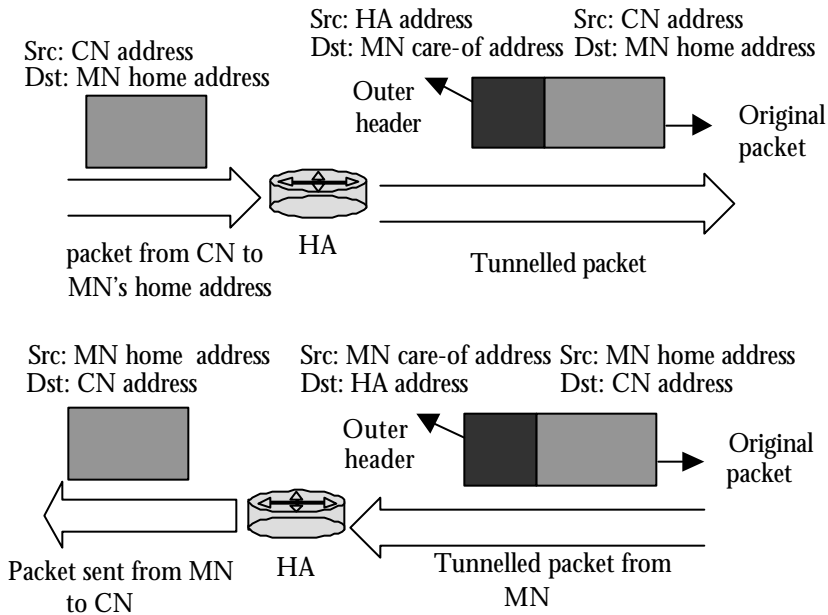 Src: HA address
Dst: MN care-of address
Src: CN address
Dst: MN home address
Src: CN address
Dst: MN home address
Outer
header
Original
packet
packet from CN to
MN's home address
HA
Tunnelled packet
Src: MN home address
Dst: CN address
Src: MN care-of address
Dst: HA address
Src: MN home address
Dst: CN address
Outer
header
Original
packet
Packet sent from MN
to CN
HA
Tunnelled packet from
MN